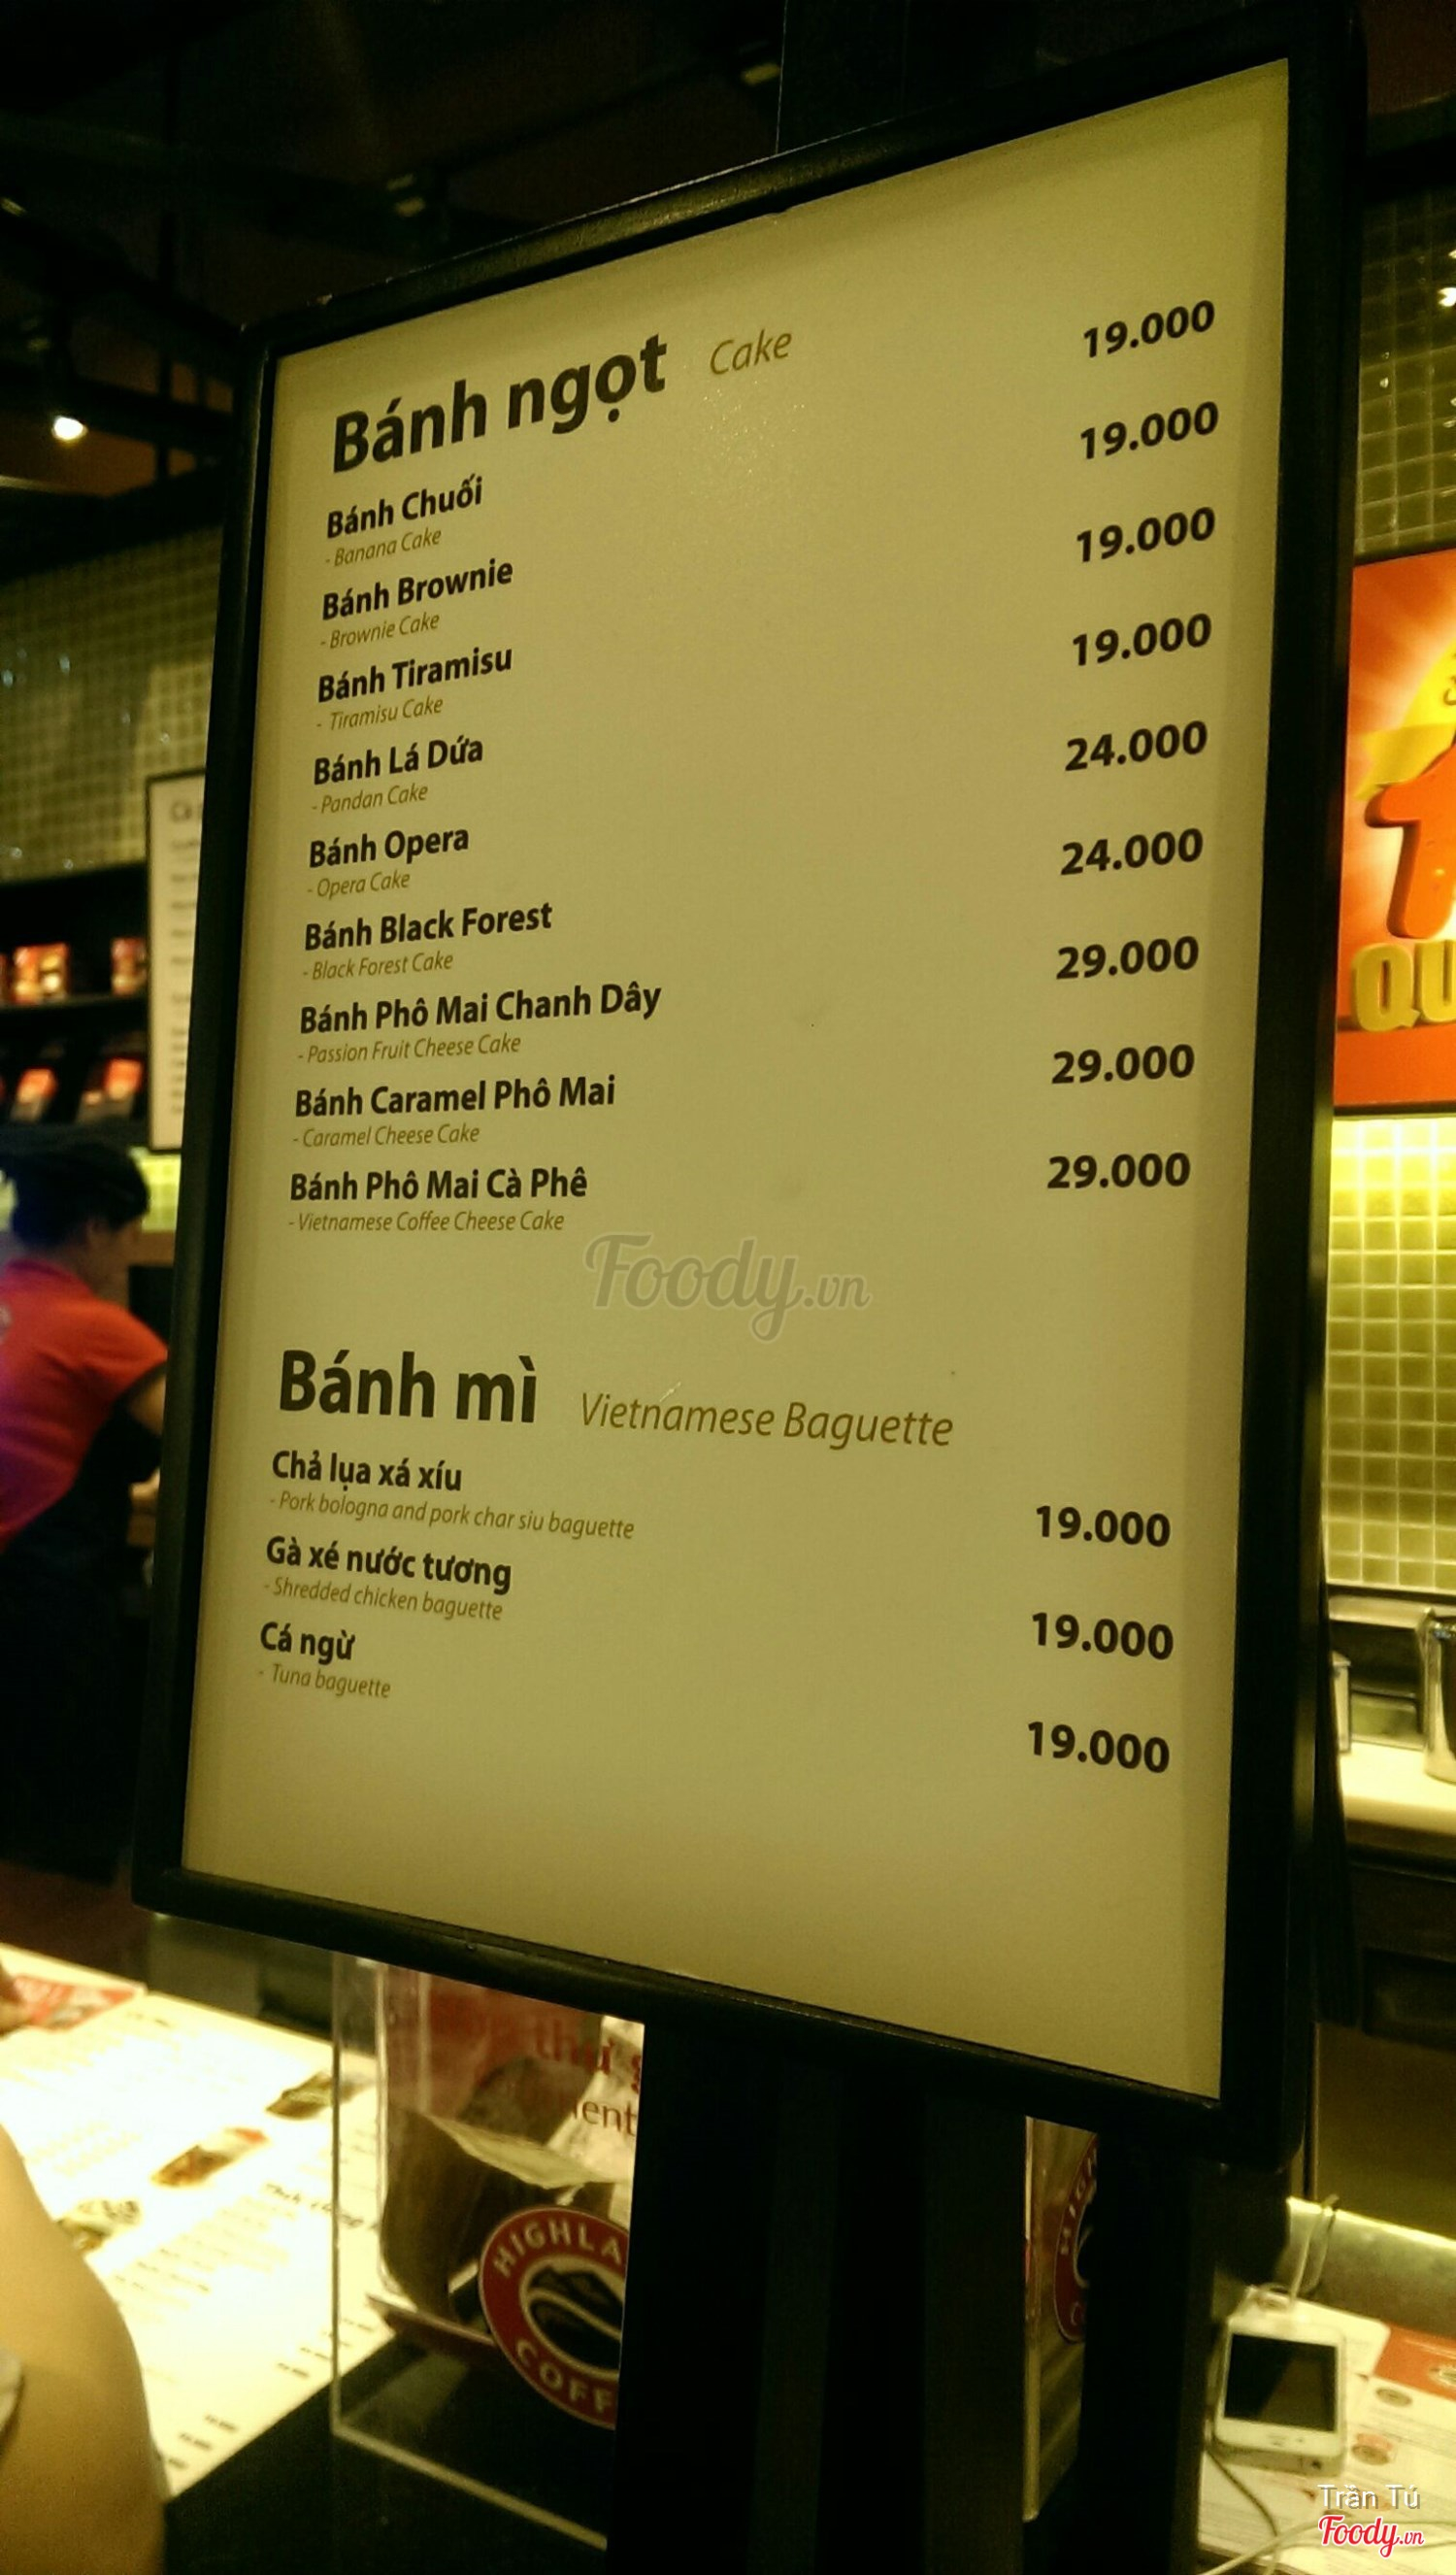 Bánh ngọt Cake
Bánh Chuối 19.000
- Banana Cake
Bánh Brownie 19.000
- Brownie Cake
Bánh Tiramisu 19.000
- Tiramisu Cake
Bánh Lá Dứa 19.000
- Pandan Cake
Bánh Opera 24.000
- Opera Cake
Bánh Black Forest 24.000
- Black Forest Cake
Bánh Phô Mai Chanh Dây 29.000
- Passion Fruit Cheese Cake
Bánh Caramel Phô Mai 29.000
- Caramel Cheese Cake
Bánh Phô Mai Cà Phê 29.000
- Vietnamese Coffee Cheese Cake
Foody.vn
Bánh mì Vietnamese Baguette
Chả lụa xá xíu 19.000
- Pork bologna and pork char siu baguette
Gà xé nước tương 19.000
- Shredded chicken baguette
Cá ngừ 19.000
- Tuna baguette
QU
HIGHLA
COFF
Trần Tú
Foody.vn